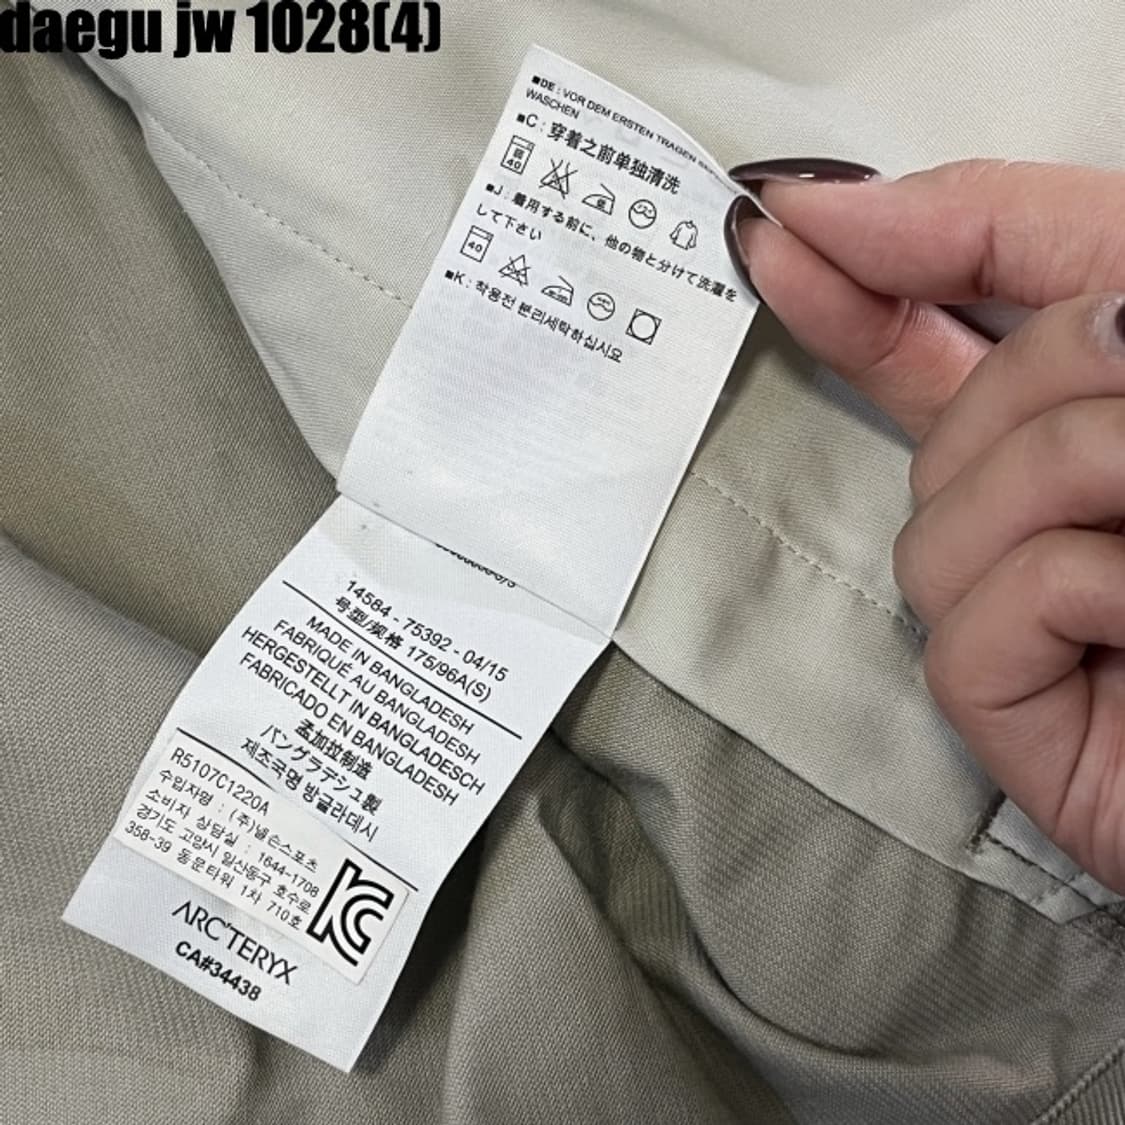 daegu jw 1028(4)
■DE : VOR DEM ERSTEN TRAGEN
WASCHEN
■C : 穿着之前单独清洗
40
■J : 着用する前に、他の物と分けて洗濯を
して下さい
40
■K : 착용전 분리세탁하십시요
14584 - 75392 - 04/15
号型/规格 175/96A(S)
MADE IN BANGLADESH
FABRIQUÉ AU BANGLADESH
HERGESTELLT IN BANGLADESCH
FABRICADO EN BANGLADESH
孟加拉制造
バングラデシュ製
제조국명 방글라데시
R5107C1220A
수입자명 : (주)넬슨스포츠
소비자 상담실 : 1644-1708
경기도 고양시 일산동구 호수로
358-39 동문타워 1차 710호
ARC'TERYX
CA#34438